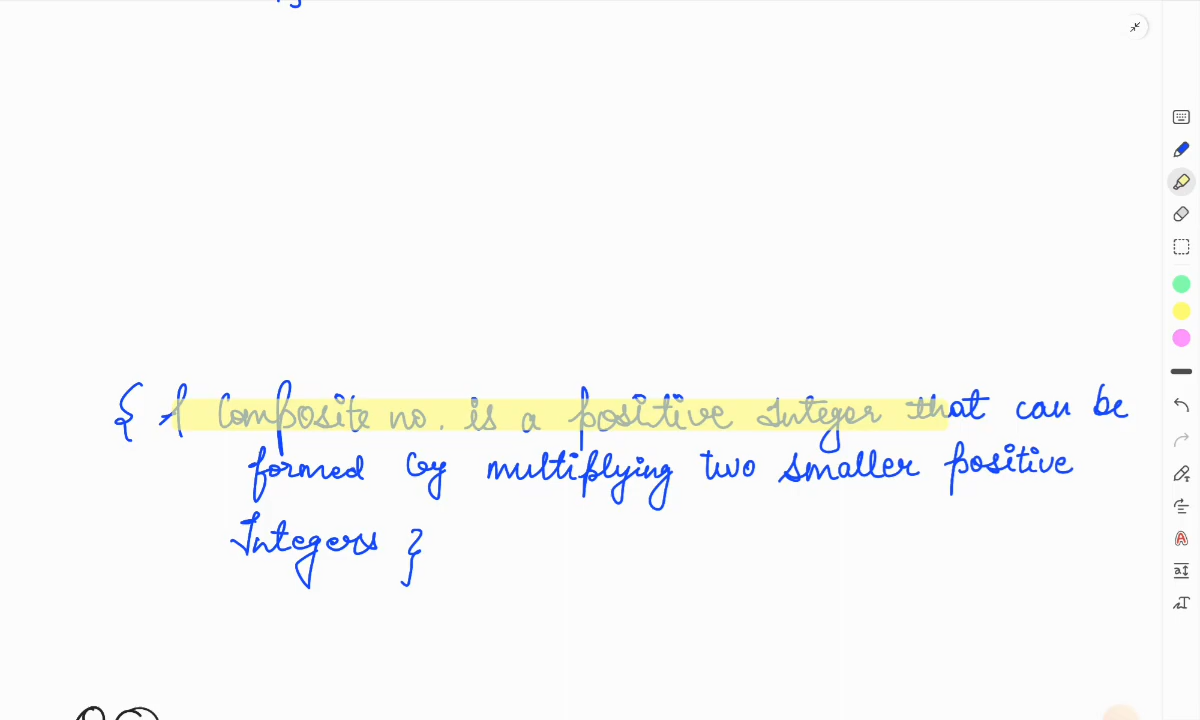 { A Composite no. is a positive Integer that can be
formed by multiplying two smaller positive
Integers }